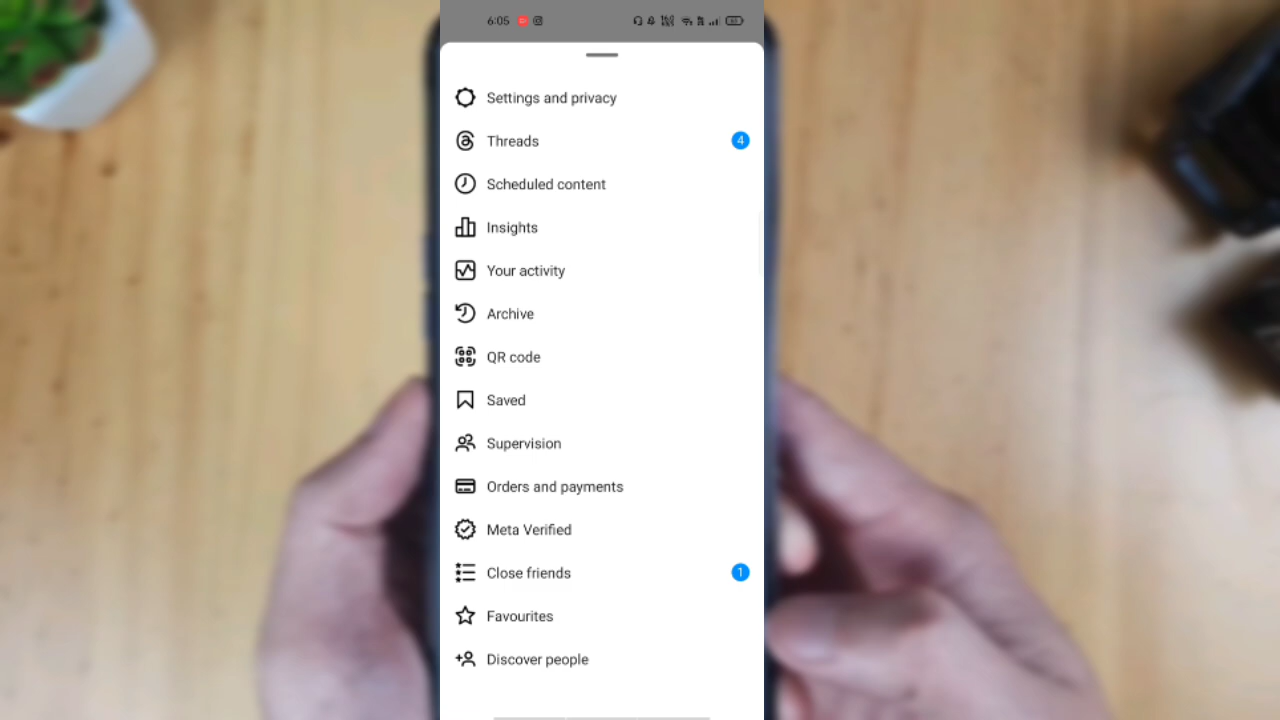 6:05
Settings and privacy
Threads
4
Scheduled content
Insights
Your activity
Archive
QR code
Saved
Supervision
Orders and payments
Meta Verified
Close friends
1
Favourites
Discover people